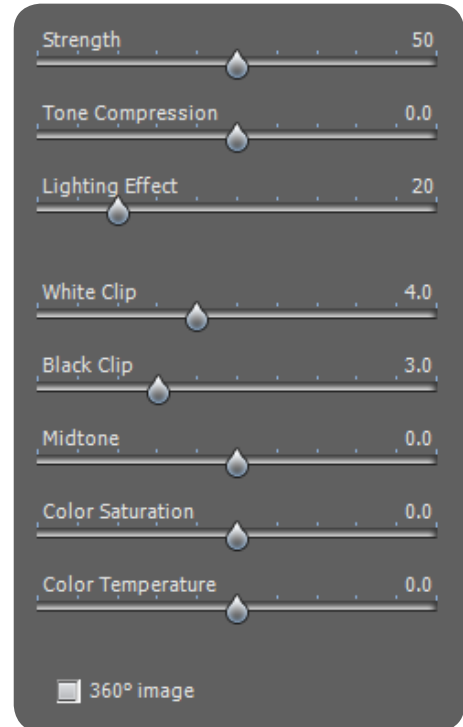 Strength 50
Tone Compression 0.0
Lighting Effect 20
White Clip 4.0
Black Clip 3.0
Midtone 0.0
Color Saturation 0.0
Color Temperature 0.0
360° image